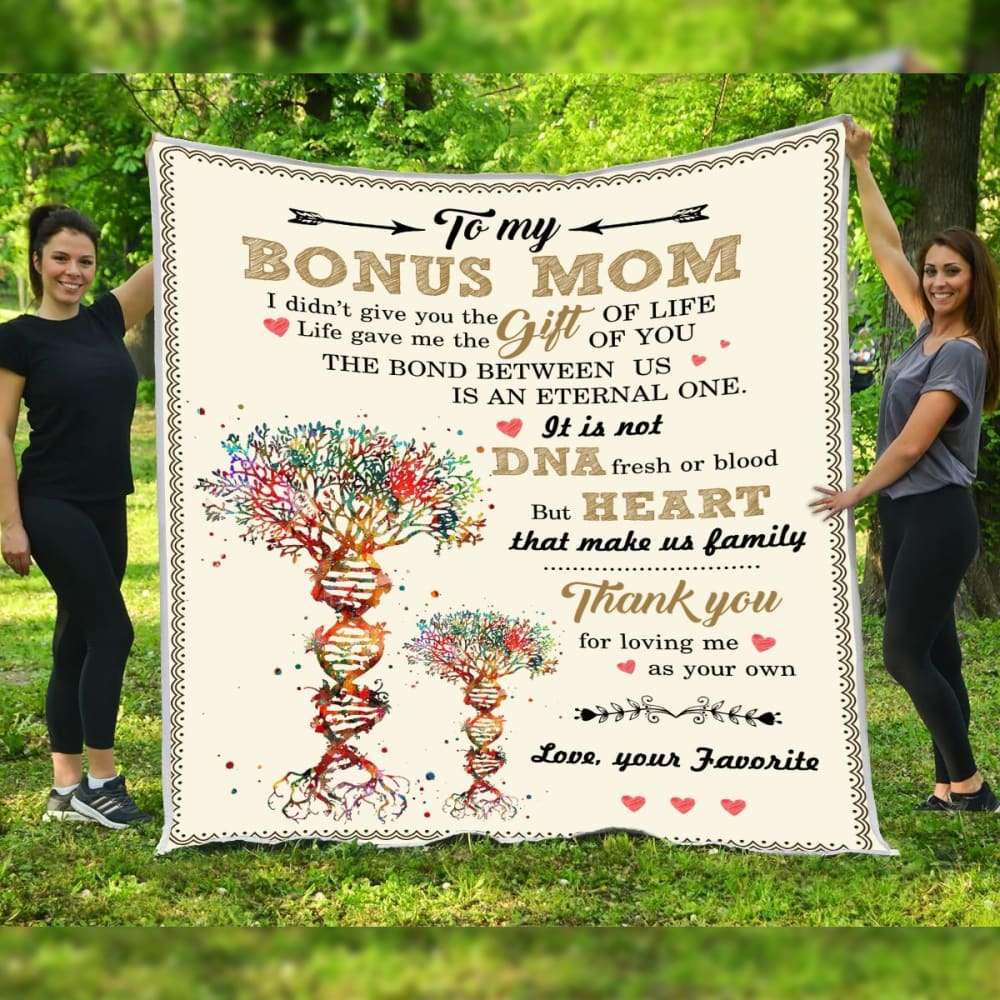 To my
BONUS MOM
I didn't give you the Gift OF LIFE
Life gave me the OF YOU
THE BOND BETWEEN US
IS AN ETERNAL ONE.
It is not
DNA fresh or blood
But HEART
that make us family
Thank you
for loving me
as your own
Love, your Favorite